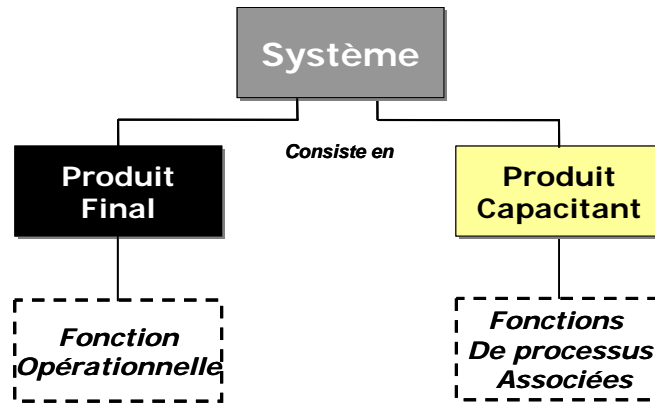 Système
Consiste en
Produit
Final
Produit
Capacitant
Fonction
Opérationnelle
Fonctions
De processus
Associées